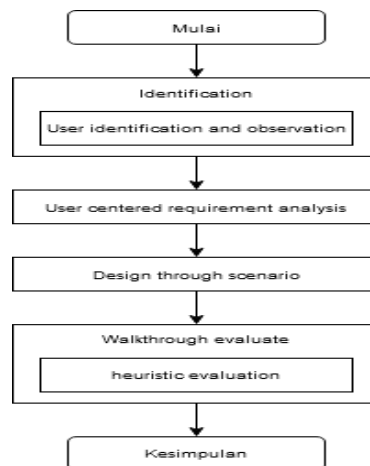 Mulai
Identification
User identification and observation
User centered requirement analysis
Design through scenario
Walkthrough evaluate
heuristic evaluation
Kesimpulan